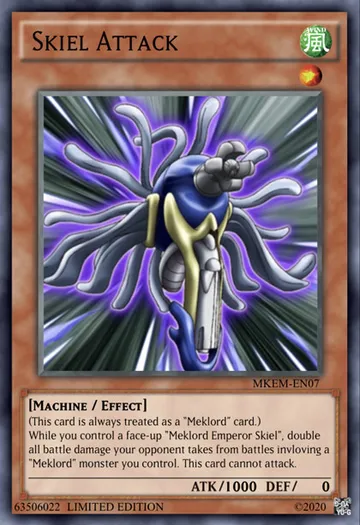 SKIEL ATTACK
WIND
風
MKEM-EN07
[MACHINE / EFFECT]
(This card is always treated as a "Meklord" card.)
While you control a face-up "Meklord Emperor Skiel", double
all battle damage your opponent takes from battles invloving a
"Meklord" monster you control. This card cannot attack.
ATK/1000 DEF/ 0
63506022 LIMITED EDITION ©2020